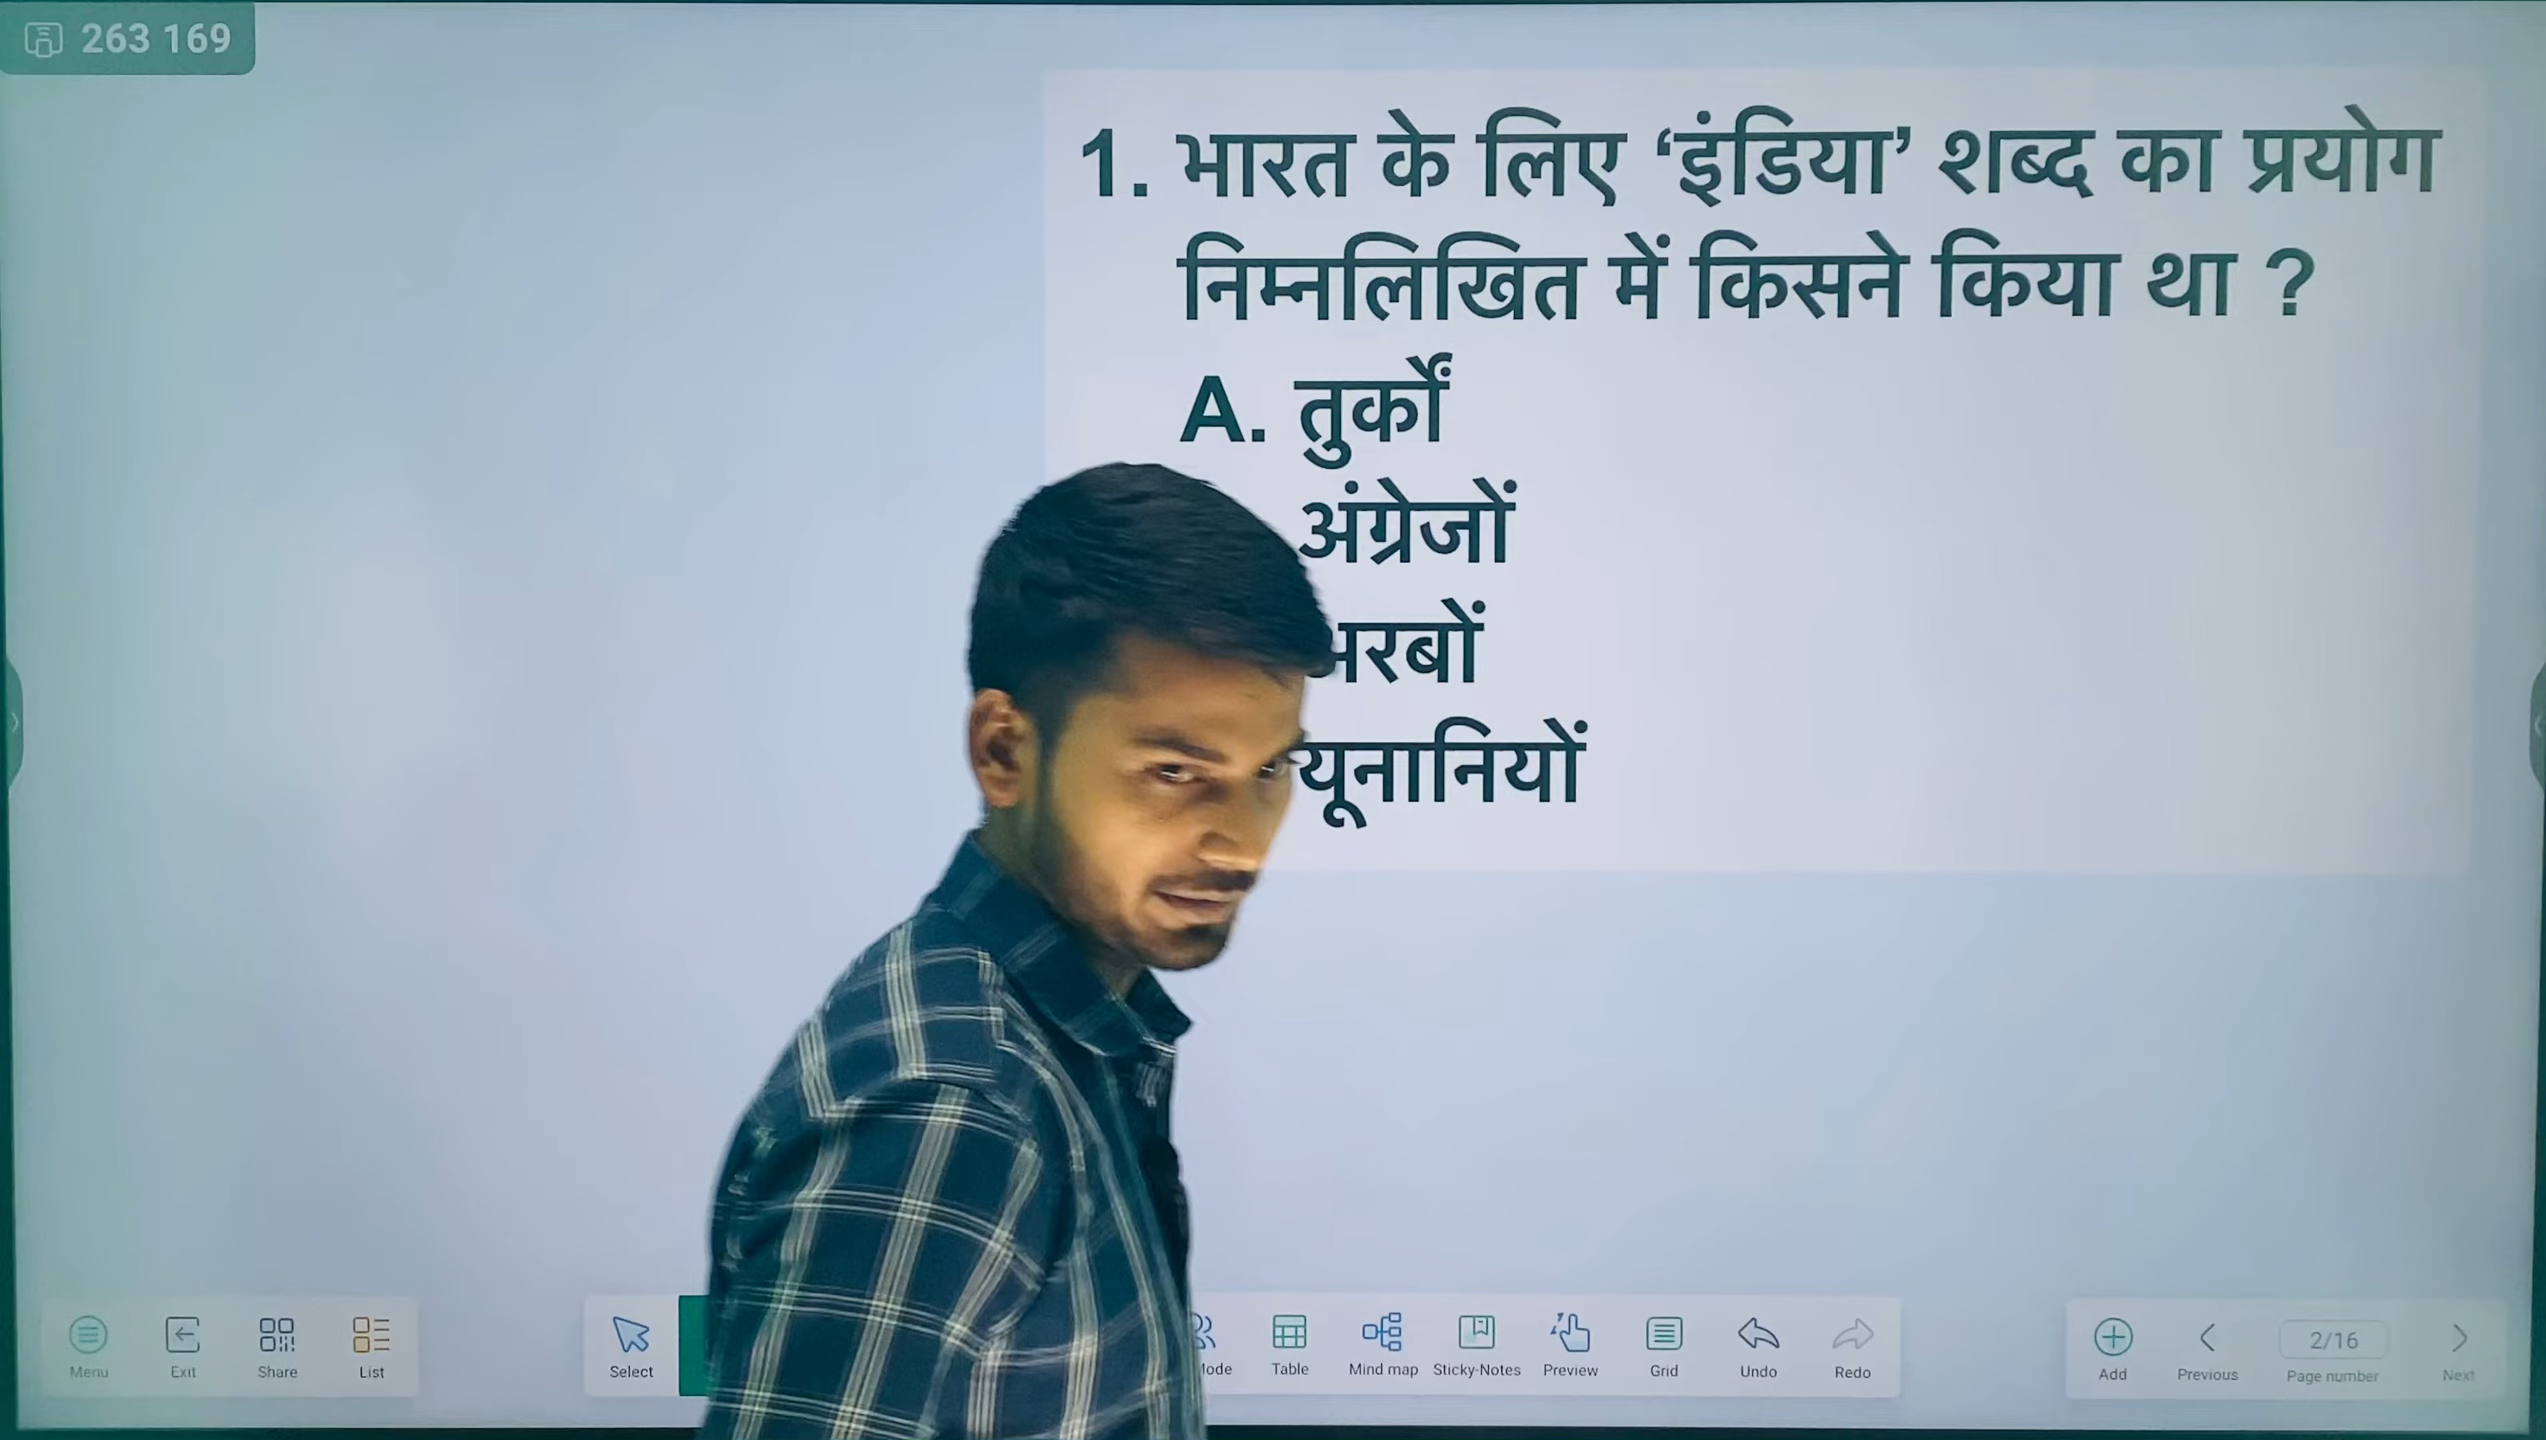 263 169
1. भारत के लिए ‘इंडिया’ शब्द का प्रयोग
निम्नलिखित में किसने किया था ?
A. तुर्कों
अंग्रेजों
यूनानियों
Menu Exit Share List Select Table Mind map Sticky-Notes Preview Grid Undo Redo Add Previous 2/16 Page number Next